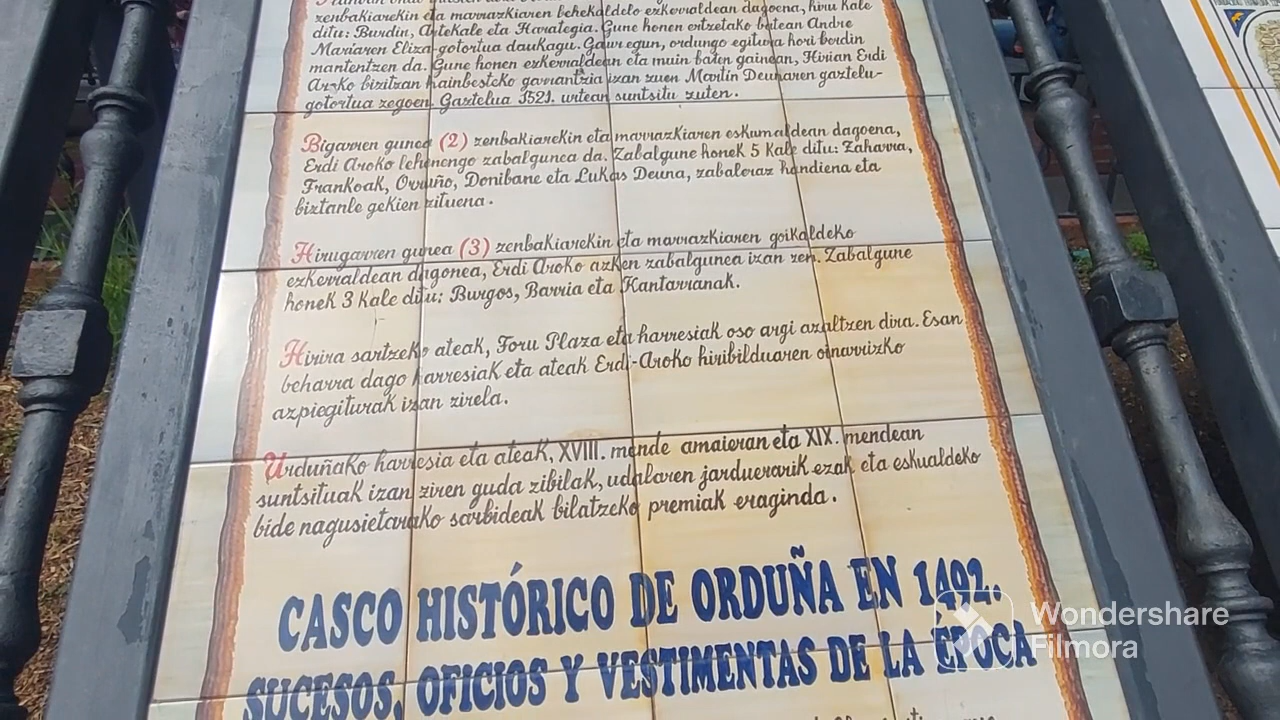 zenbakiarekin eta marrazkiaren behekaldeko ezkerraldean dagoena, hiru kale
ditu: Burdin, Artekale eta Harategia. Gune honen ertzetako batean Andre
Mariaren Eliza-gotortua daukagu. Gaur egun, ordungo egitura hori berdin
mantentzen da. Gune honen ezkerraldean eta muin baten gainean, Hirian Erdi
Aroko bizitzan hainbesteko garrantzia izan zuen Martin Deunaren gaztelu-
gotortua zegoen. Gaztelua 1521. urtean suntsitu zuten.
Bigarren gunea (2) zenbakiarekin eta marrazkiaren eskumaldean dagoena,
Erdi Aroko lehenengo zabalgunea da. Zabalgune honek 5 kale ditu: Zaharra,
Frankoak, Orruño, Donibane eta Lukas Deuna, zabaleraz handiena eta
biztanle gehien zituena.
Hirugarren gunea (3) zenbakiarekin eta marrazkiaren goikaldeko
ezkerraldean dagonea, Erdi Aroko azken zabalgunea izan zen. Zabalgune
honek 3 kale ditu: Burgos, Barria eta Kantarranak.
Hirira sartzeko ateak, Foru Plaza eta harresiak oso argi azaltzen dira. Esan
beharra dago harresiak eta ateak Erdi-Aroko hiribilduaren oinarrizko
azpiegiturak izan zirela.
Urduñako harresia eta ateak, XVIII. mende amaieran eta XIX. mendean
suntsituak izan ziren guda zibilak, udalaren jarduerarik ezak eta eskualdeko
bide nagusietarako sarbideak bilatzeko premiak eraginda.
CASCO HISTÓRICO DE ORDUÑA EN 1492.
SUCESOS, OFICIOS Y VESTIMENTAS DE LA ÉPOCA
Wondershare
Filmora